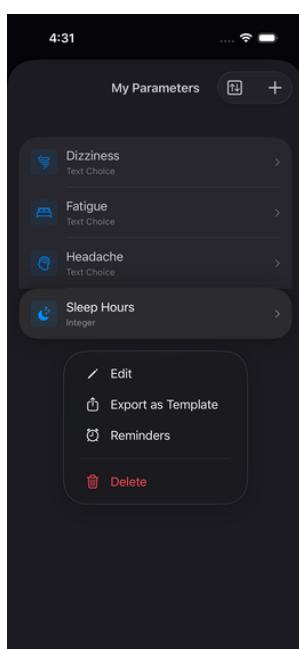 4:31
My Parameters
Dizziness
Text Choice
Fatigue
Text Choice
Headache
Text Choice
Sleep Hours
Integer
Edit
Export as Template
Reminders
Delete